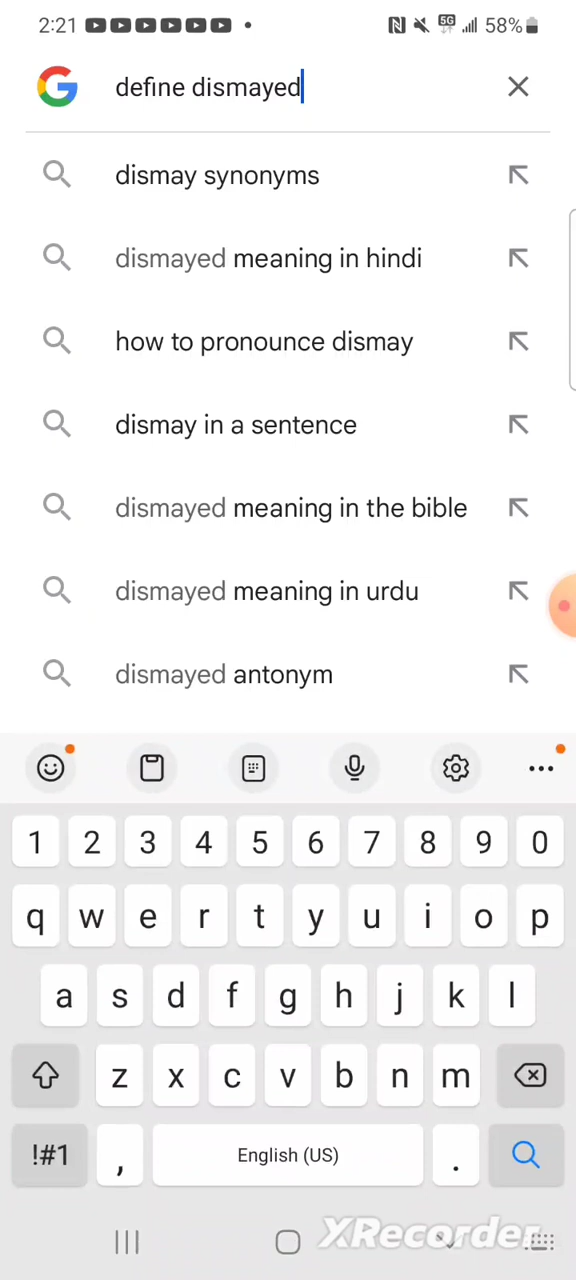 2:21 5G 58%
define dismayed
dismay synonyms
dismayed meaning in hindi
how to pronounce dismay
dismay in a sentence
dismayed meaning in the bible
dismayed meaning in urdu
dismayed antonym
1 2 3 4 5 6 7 8 9 0
q w e r t y u i o p
a s d f g h j k l
z x c v b n m
!#1 , English (US) .
XRecorder